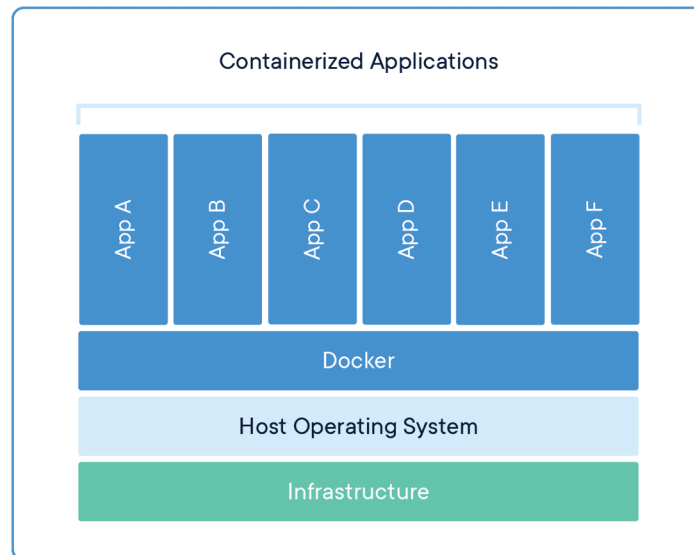 Containerized Applications
App A
App B
App C
App D
App E
App F
Docker
Host Operating System
Infrastructure